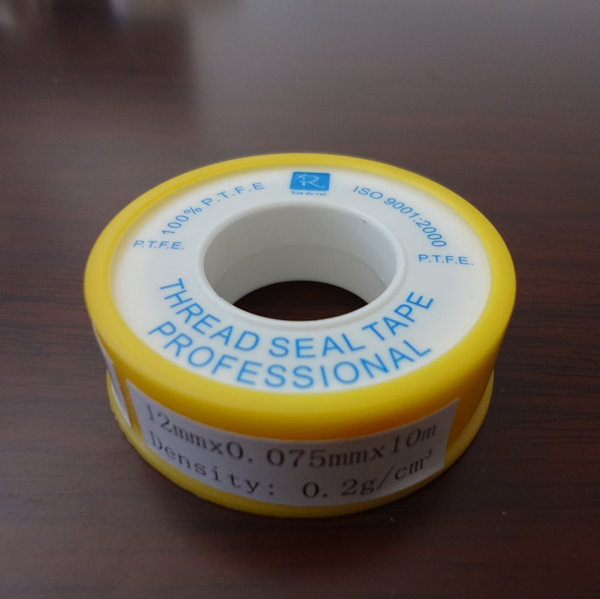 100% P.T.F.E
ISO 9001:2000
P.T.F.E.
P.T.F.E.
THREAD SEAL TAPE
PROFESSIONAL
12mmx0.075mmx10m
Density: 0.2g/cm³